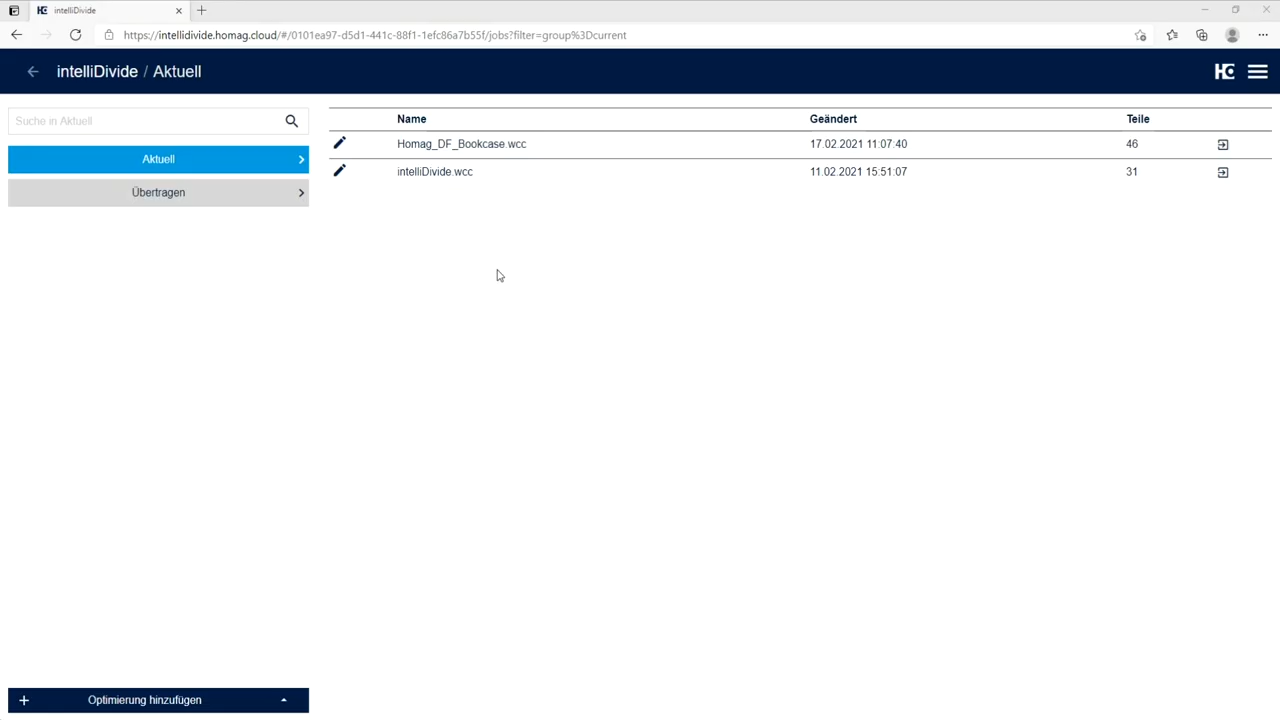 intelliDivide
https://intellidivide.homag.cloud/#/0101ea97-d5d1-441c-88f1-1efc86a7b55f/jobs?filter=group%3Dcurrent
intelliDivide / Aktuell
Suche in Aktuell
Aktuell
Übertragen
Name Geändert Teile
Homag_DF_Bookcase.wcc 17.02.2021 11:07:40 46
intelliDivide.wcc 11.02.2021 15:51:07 31
Optimierung hinzufügen